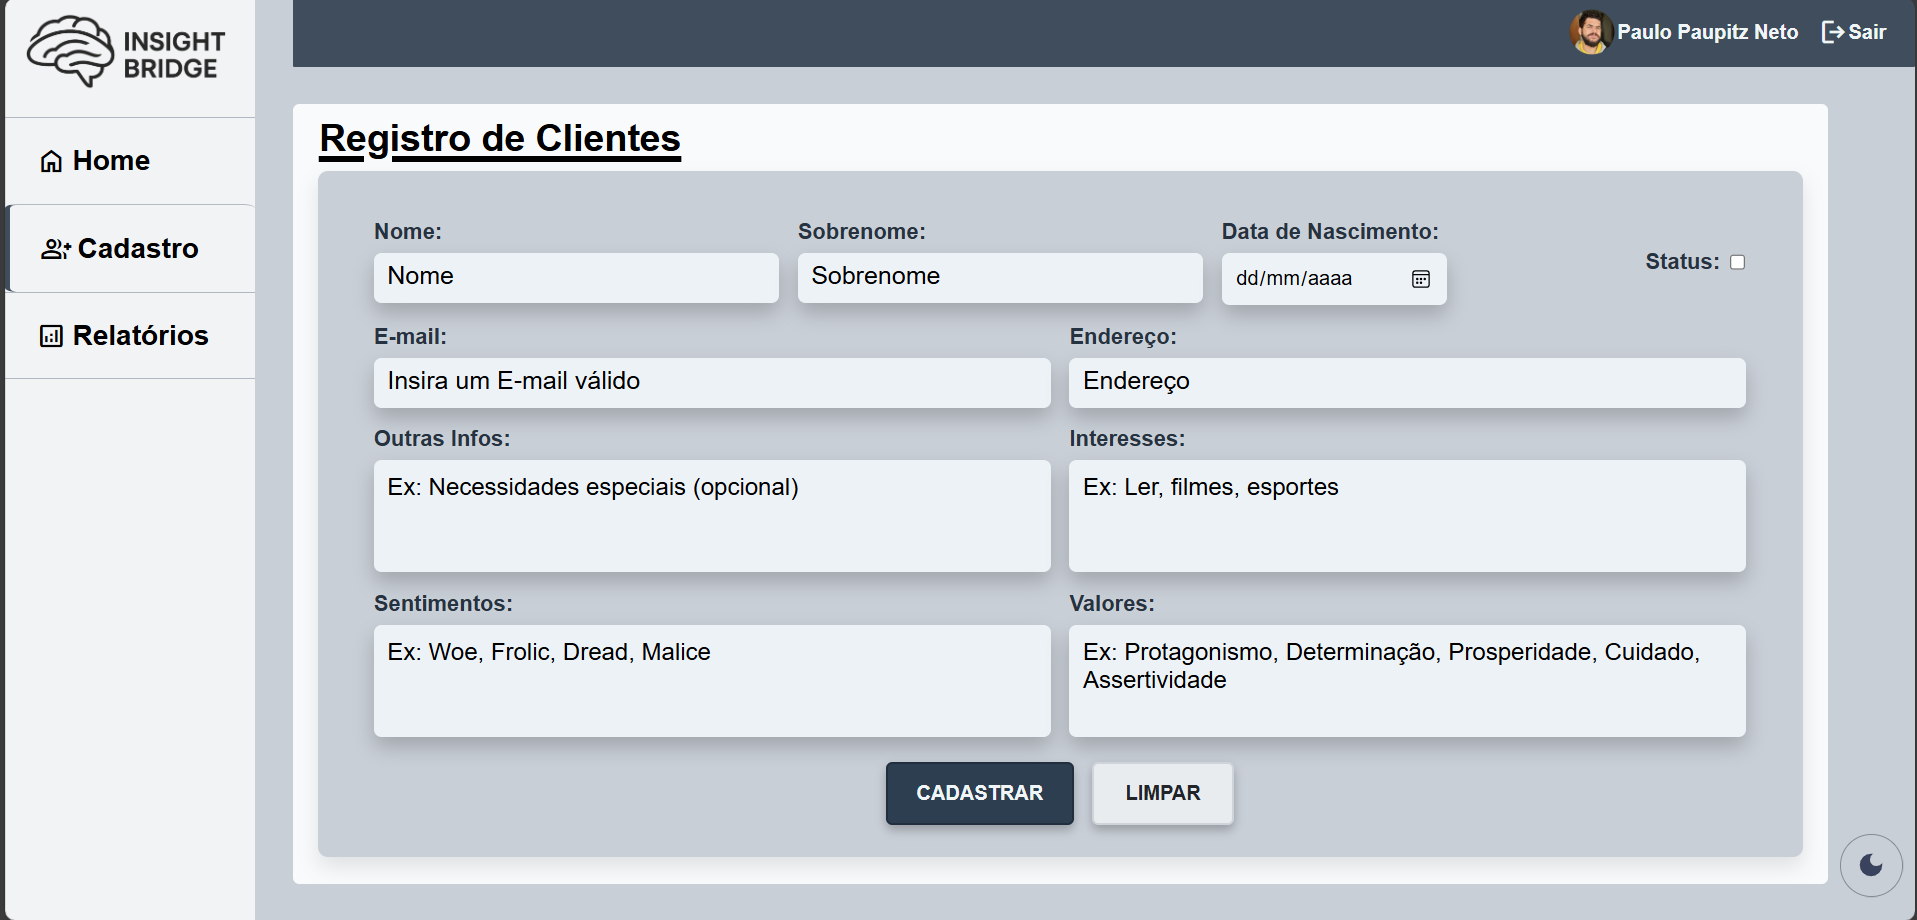 INSIGHT
BRIDGE
Paulo Paupitz Neto
Sair
Home
Cadastro
Relatórios
Registro de Clientes
Nome:
Sobrenome:
Data de Nascimento:
Status:
Nome
Sobrenome
dd/mm/aaaa
E-mail:
Endereço:
Insira um E-mail válido
Endereço
Outras Infos:
Interesses:
Ex: Necessidades especiais (opcional)
Ex: Ler, filmes, esportes
Sentimentos:
Valores:
Ex: Woe, Frolic, Dread, Malice
Ex: Protagonismo, Determinação, Prosperidade, Cuidado,
Assertividade
CADASTRAR
LIMPAR